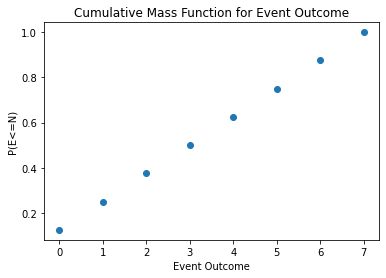 Cumulative Mass Function for Event Outcome
1.0
0.8
0.6
0.4
0.2
P(E<=N)
0 1 2 3 4 5 6 7
Event Outcome